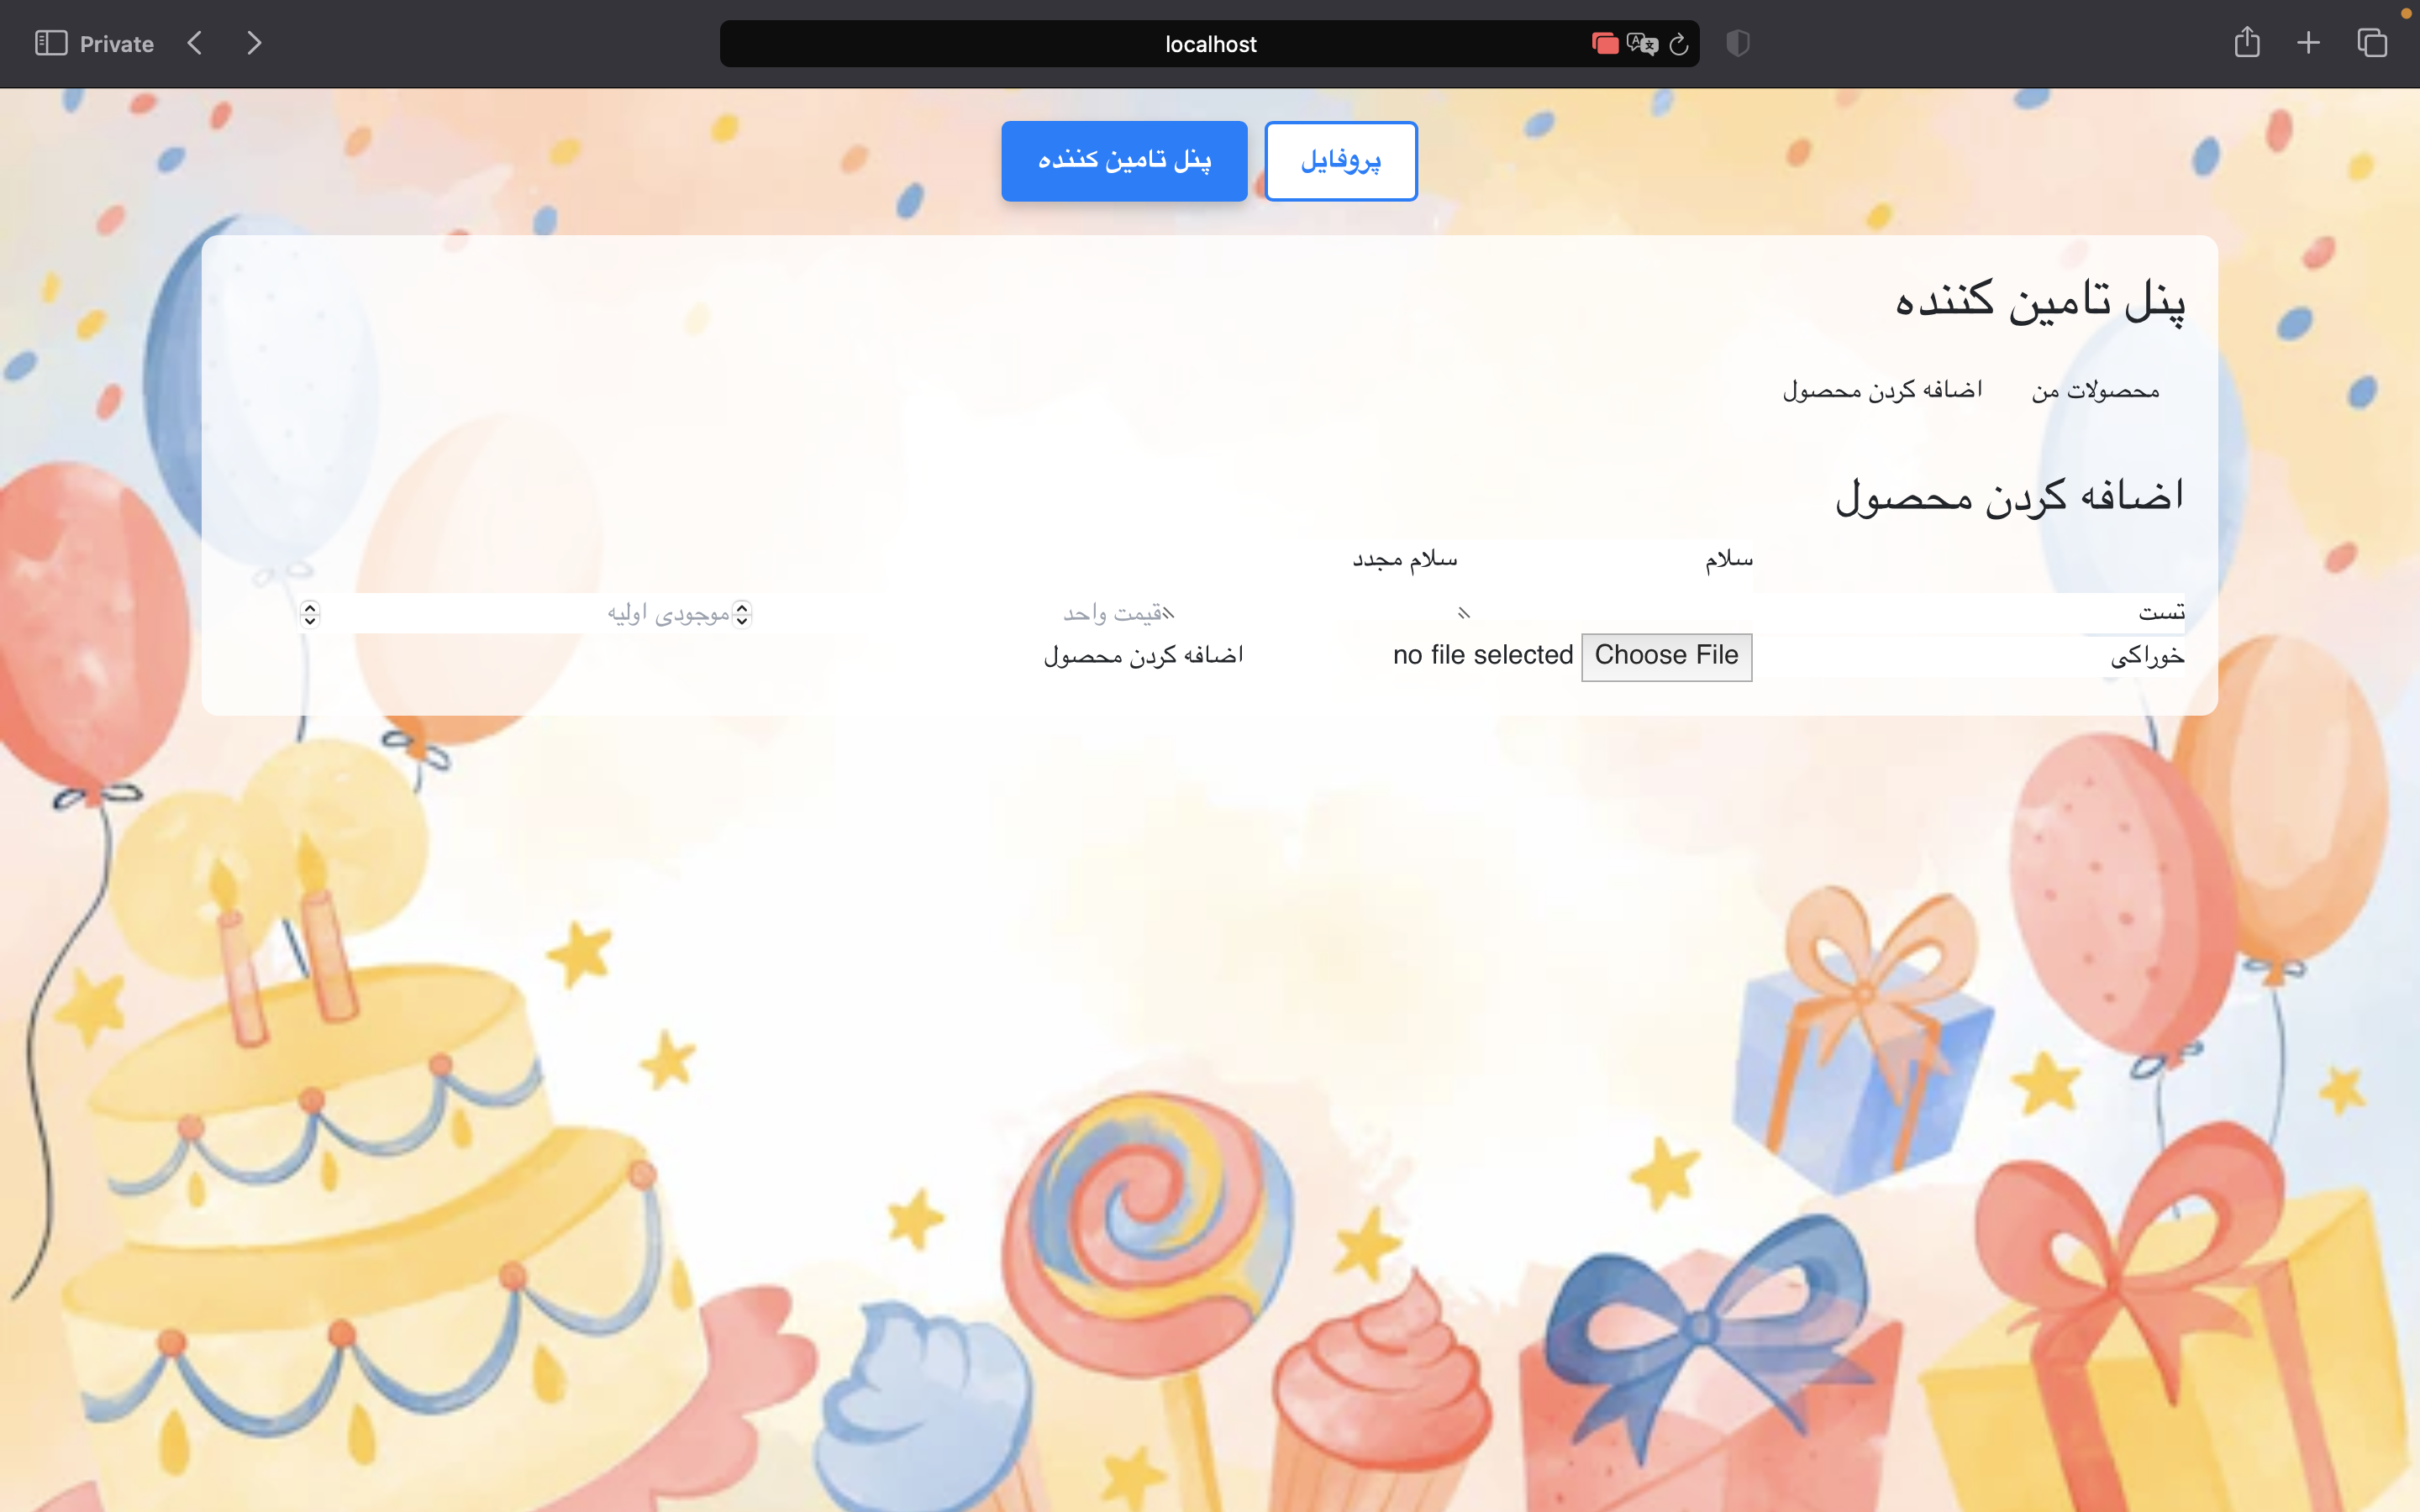 Private
localhost
پروفایل
پنل تامین کننده
پنل تامین کننده
محصولات من
اضافه کردن محصول
اضافه کردن محصول
سلام
سلام مجدد
تست
قیمت واحد
موجودی اولیه
خوراکی
Choose File no file selected
اضافه کردن محصول